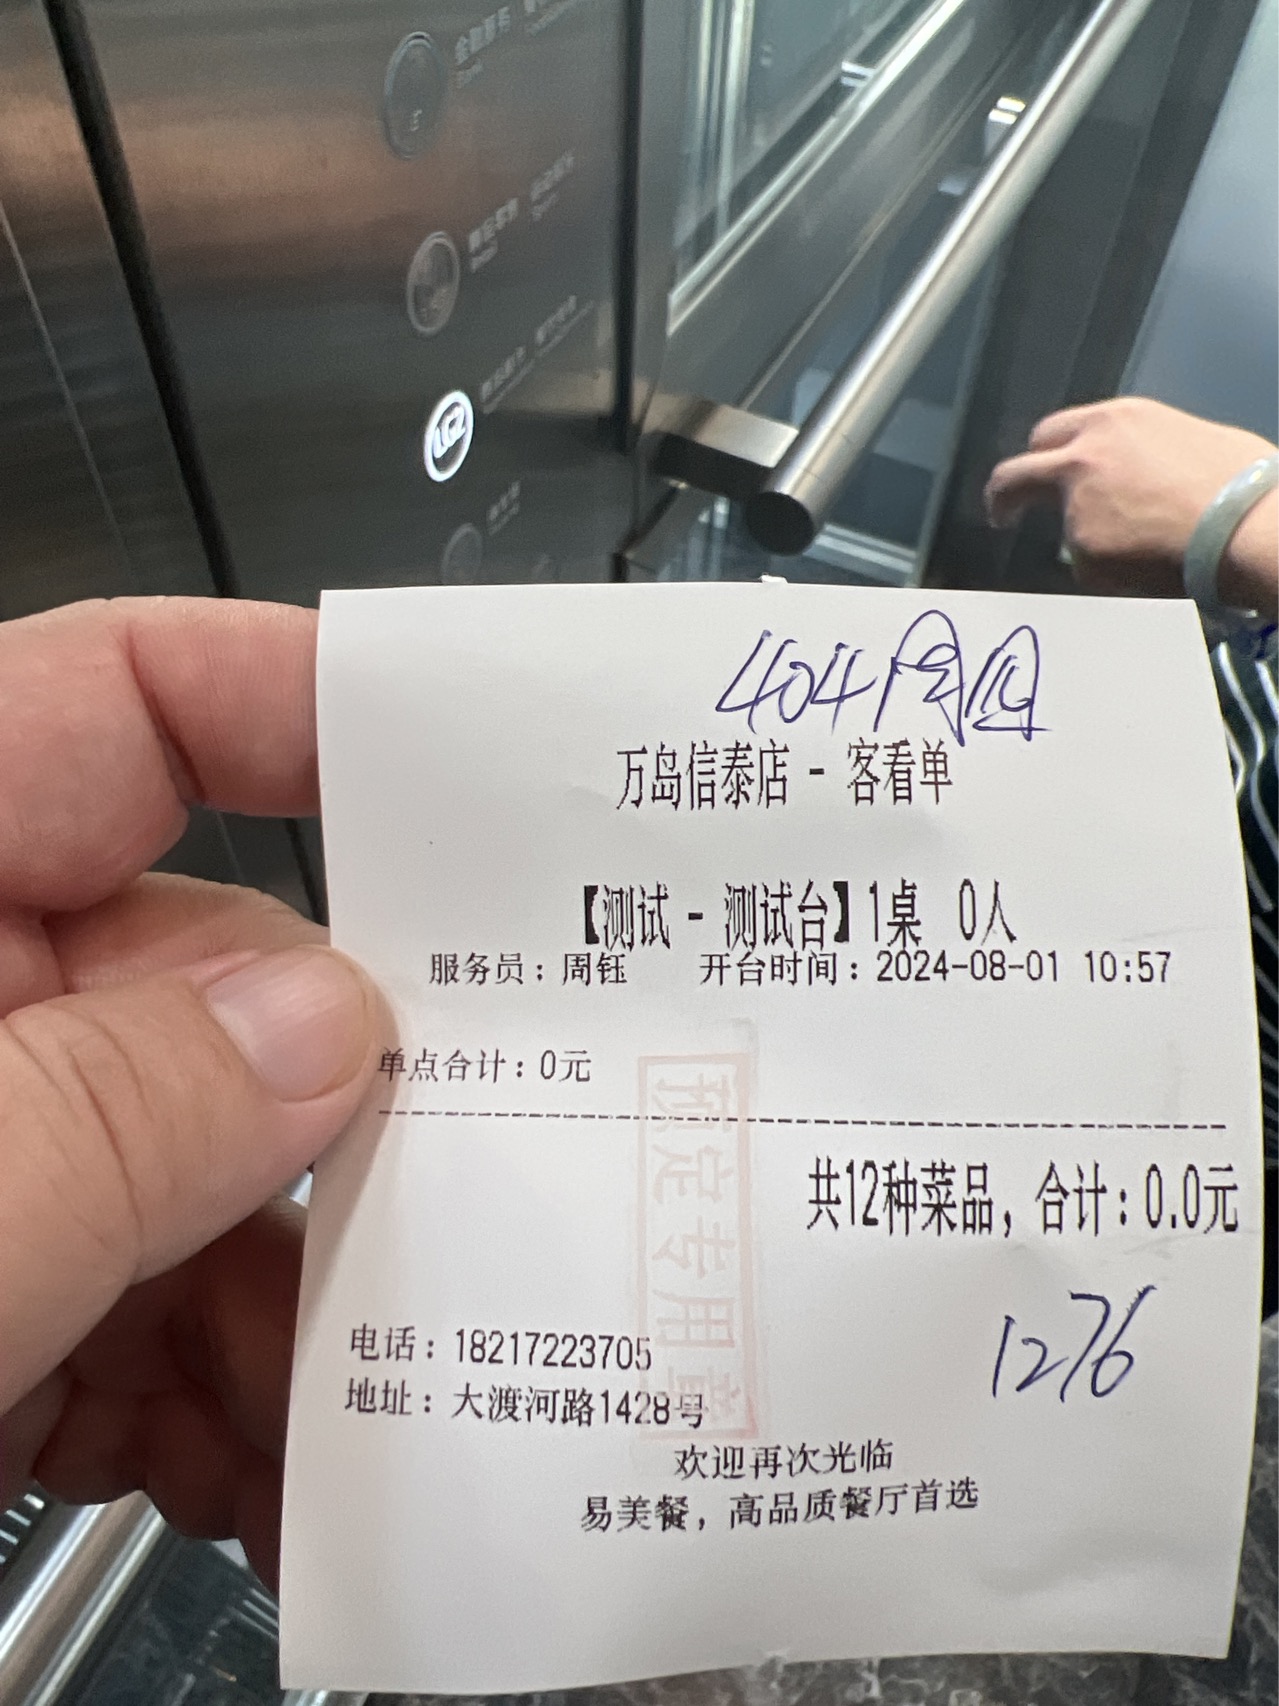 404周
万岛信泰店 - 客看单
【测试 - 测试台】1桌 0人
服务员：周钰 开台时间：2024-08-01 10:57
单点合计：0元
共12种菜品，合计：0.0元
1276
电话：18217223705
地址：大渡河路1428号
预定专用章
欢迎再次光临
易美餐，高品质餐厅首选